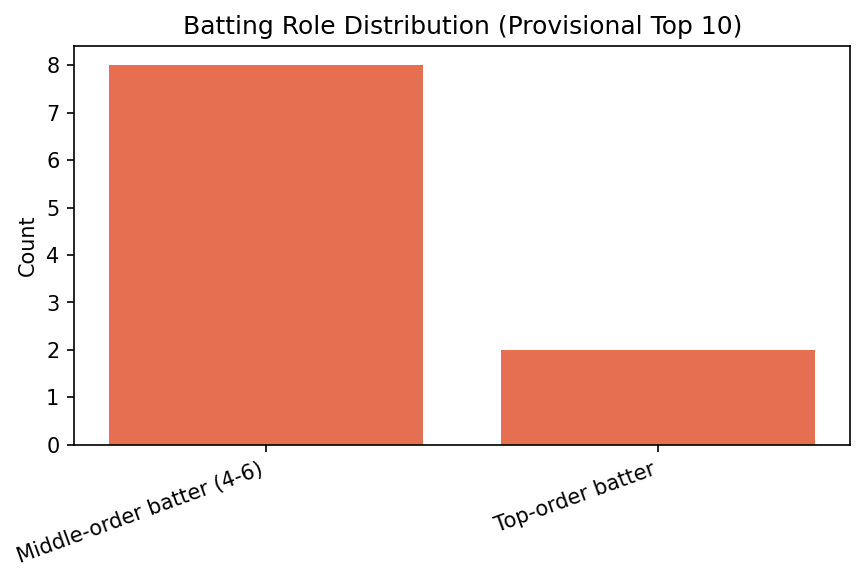 Batting Role Distribution (Provisional Top 10)
Count
8
7
6
5
4
3
2
1
0
Middle-order batter (4-6)
Top-order batter